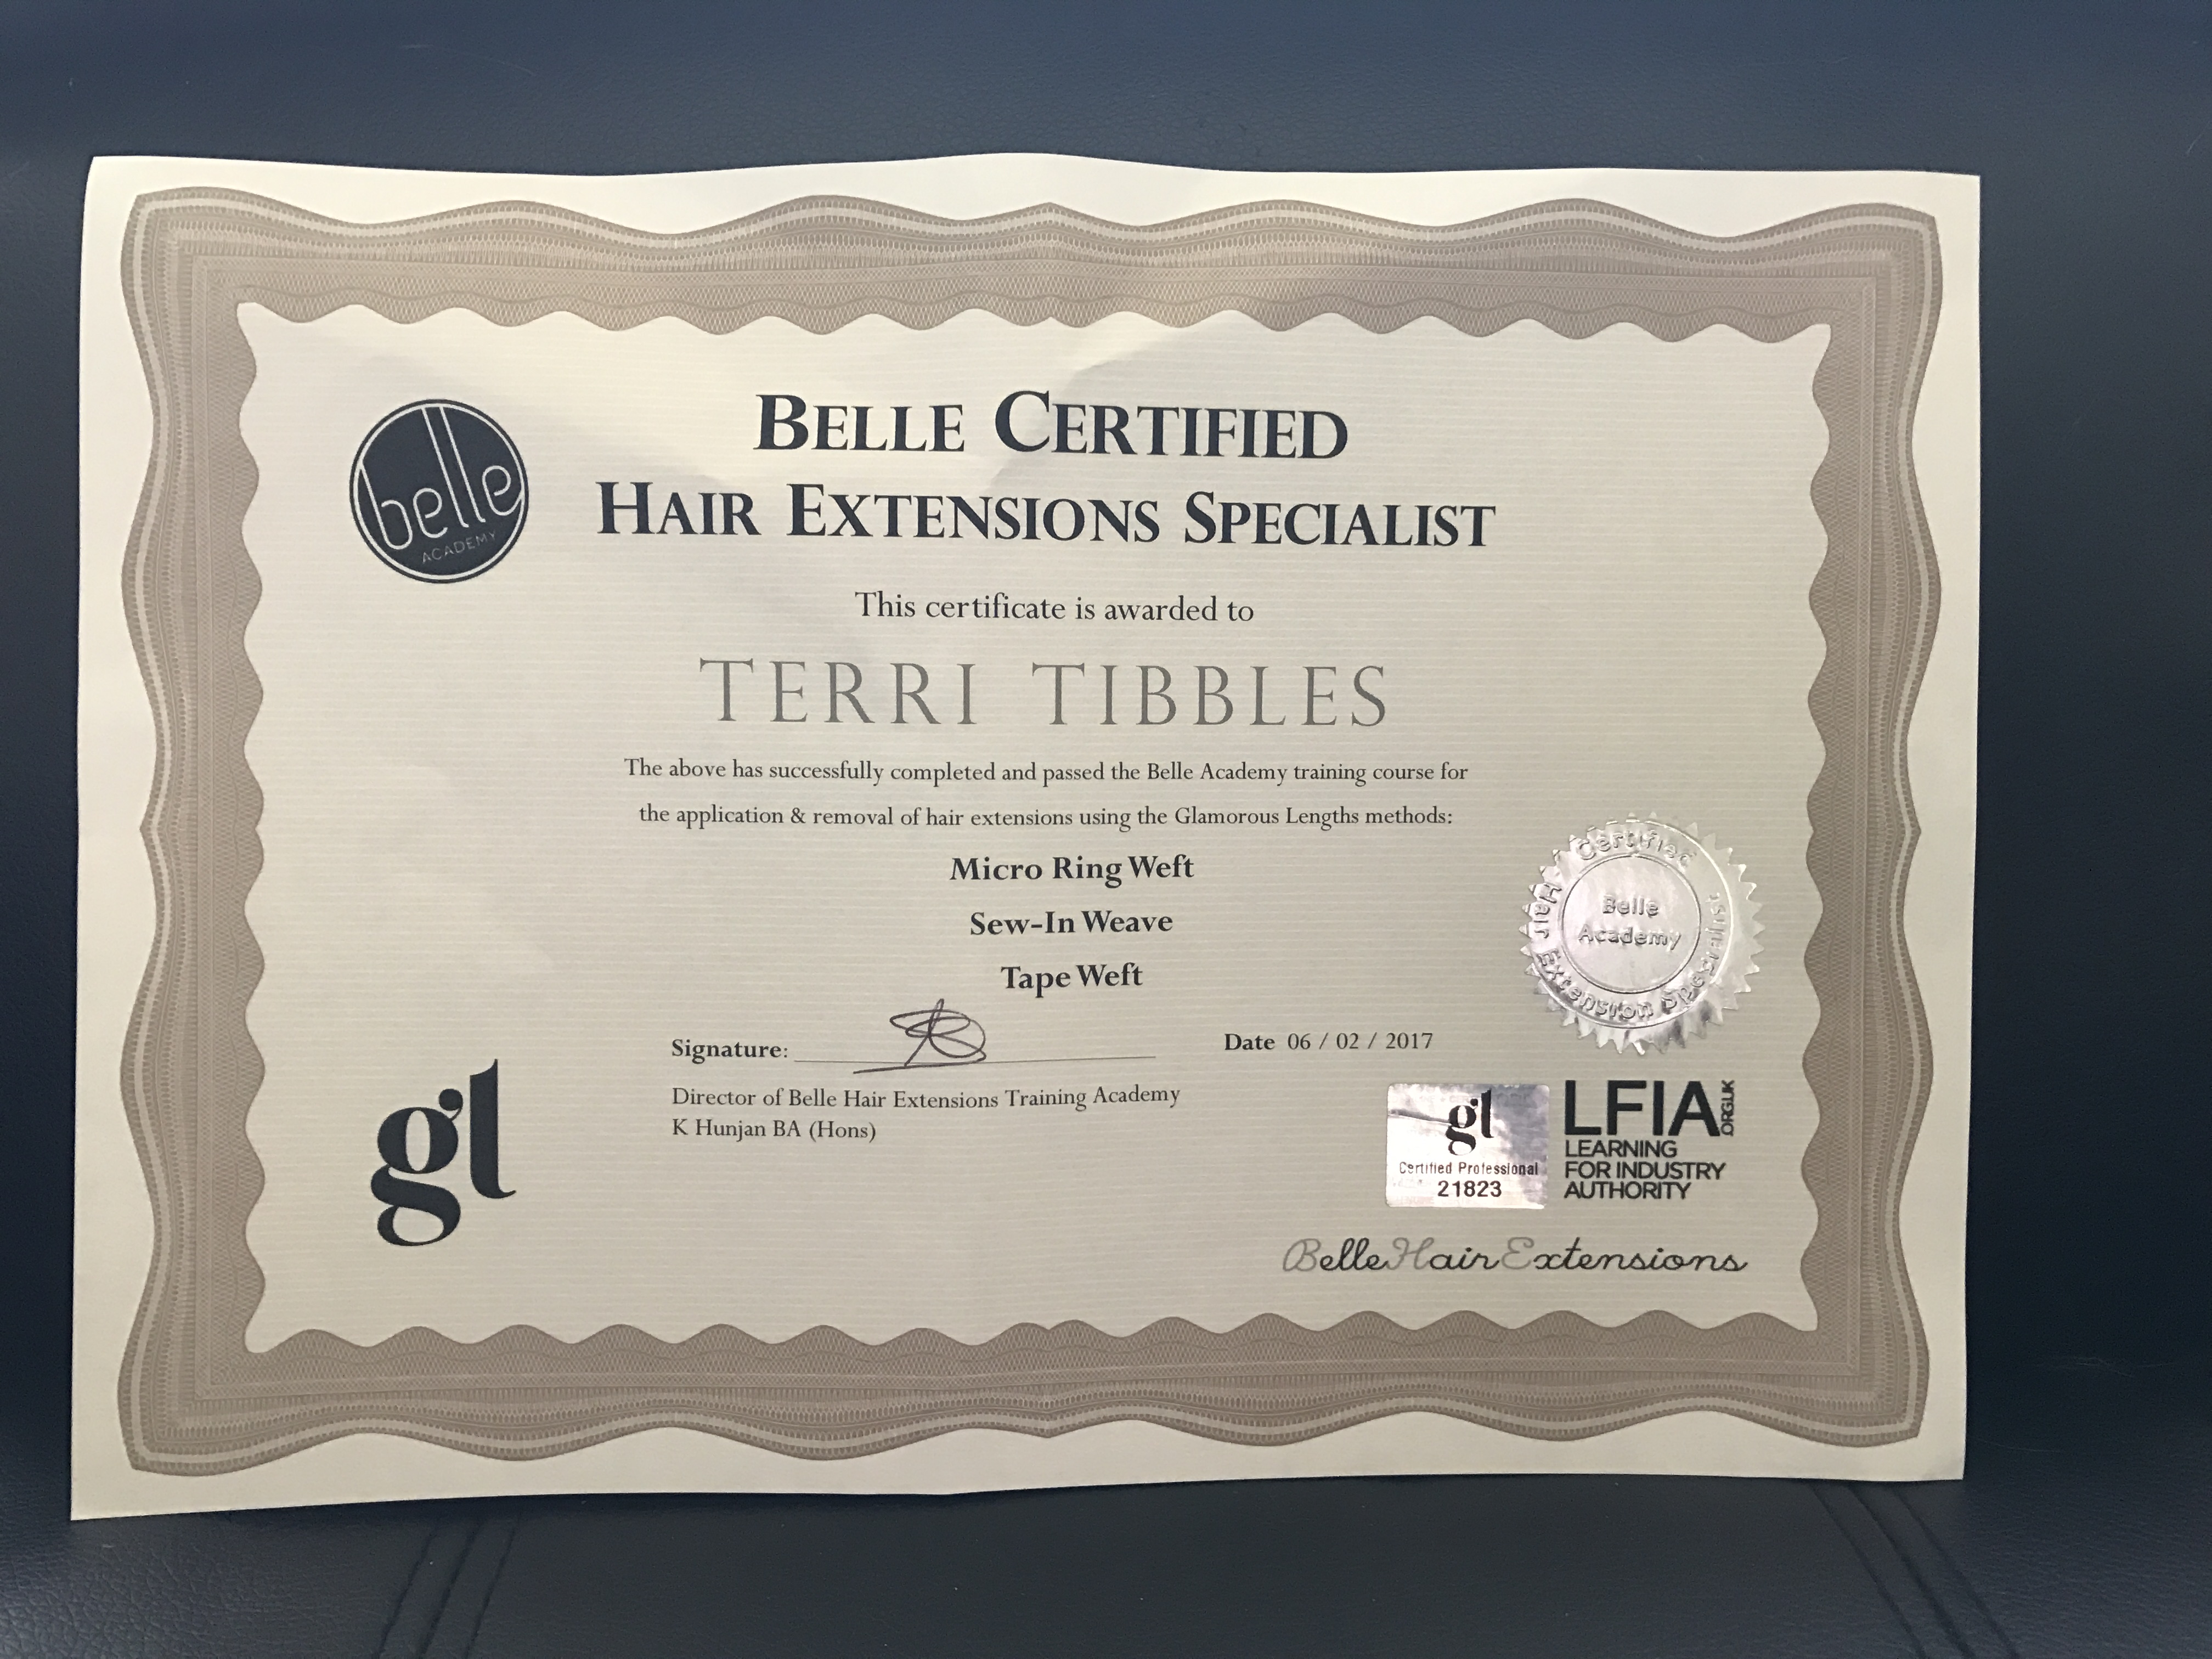 belle
ACADEMY
BELLE CERTIFIED
HAIR EXTENSIONS SPECIALIST
This certificate is awarded to
TERRI TIBBLES
The above has successfully completed and passed the Belle Academy training course for
the application & removal of hair extensions using the Glamorous Lengths methods:
Micro Ring Weft
Sew-In Weave
Tape Weft
Certified Hair Extension Specialist
Belle
Academy
Signature:
Date 06 / 02 / 2017
Director of Belle Hair Extensions Training Academy
K Hunjan BA (Hons)
gl
gl
Certified Professional
21823
LFIA.ORG.UK
LEARNING
FOR INDUSTRY
AUTHORITY
BelleHairExtensions